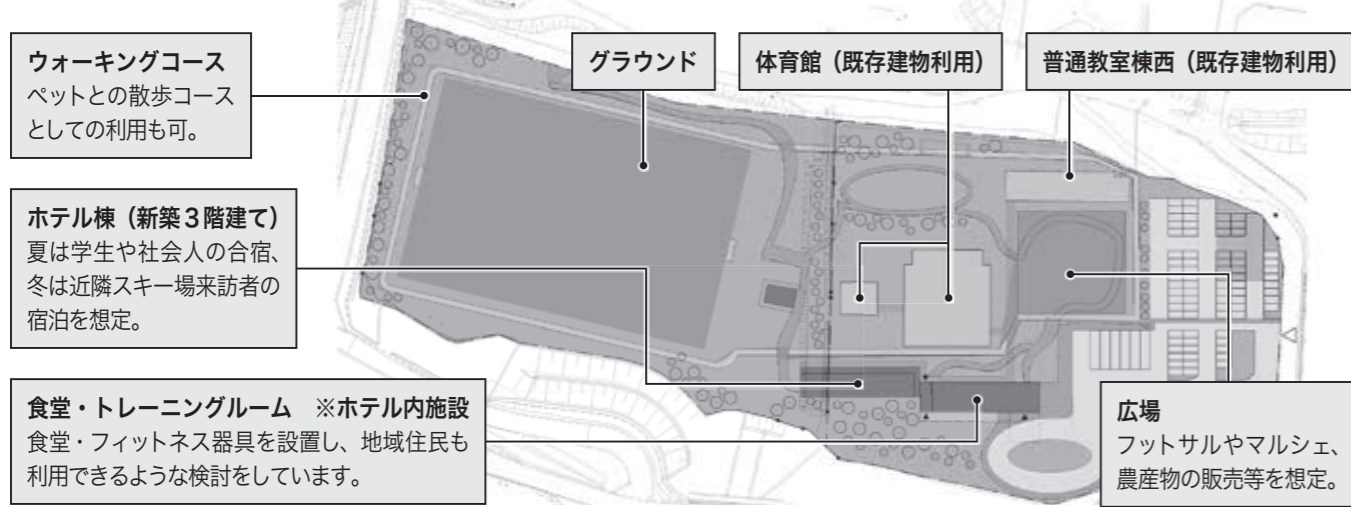 ウォーキングコース
ペットとの散歩コース
としての利用も可。
グラウンド
体育館（既存建物利用）
普通教室棟西（既存建物利用）
ホテル棟（新築３階建て）
夏は学生や社会人の合宿、
冬は近隣スキー場来訪者の
宿泊を想定。
食堂・トレーニングルーム　※ホテル内施設
食堂・フィットネス器具を設置し、地域住民も
利用できるような検討をしています。
広場
フットサルやマルシェ、
農産物の販売等を想定。